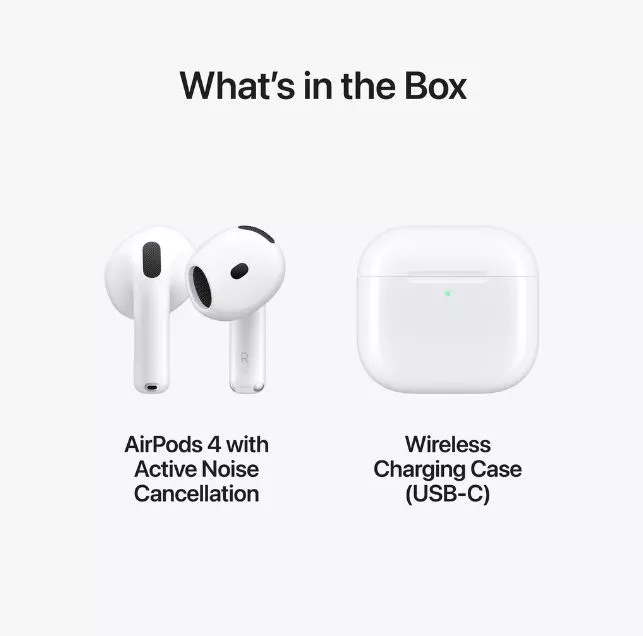 What’s in the Box
R
AirPods 4 with
Active Noise
Cancellation
Wireless
Charging Case
(USB-C)